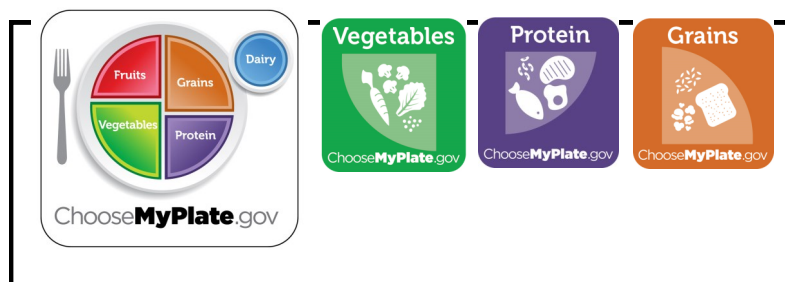 Fruits
Grains
Dairy
Vegetables
Protein
ChooseMyPlate.gov
Vegetables
ChooseMyPlate.gov
Protein
ChooseMyPlate.gov
Grains
ChooseMyPlate.gov